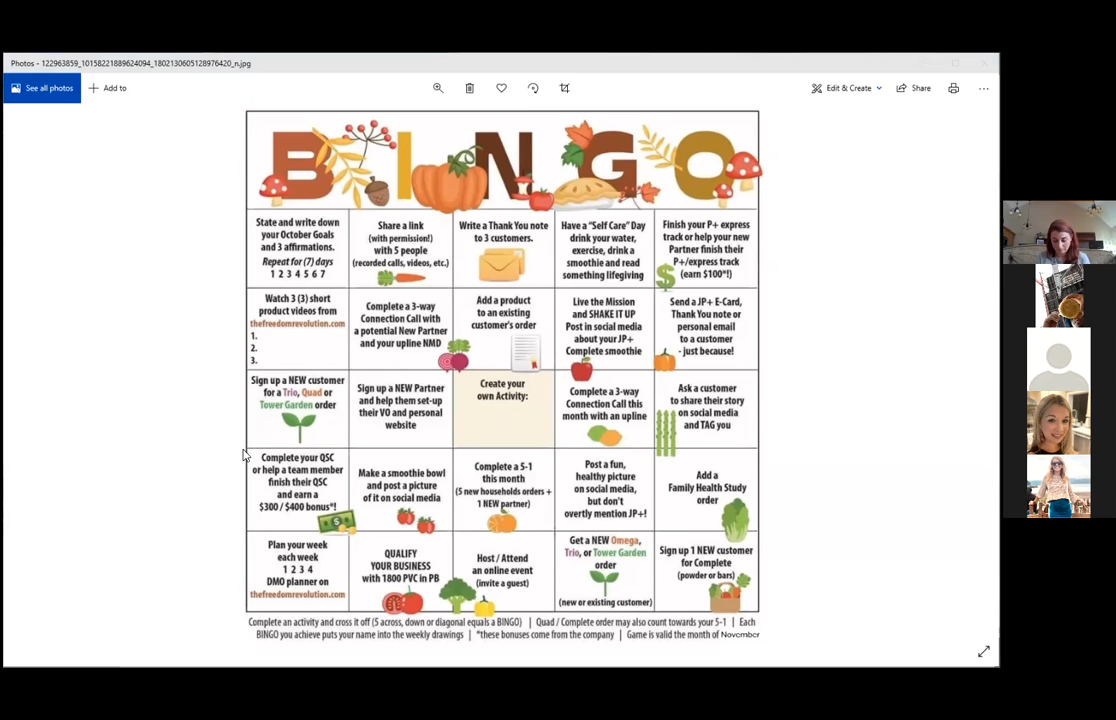 Photos - 122963859_10158221889624094_1802130605128976420_n.jpg
See all photos
Add to
Edit & Create
Share
BINGO
State and write down
your October Goals
and 3 affirmations.
Repeat for (7) days
1 2 3 4 5 6 7
Share a link
(with permission!)
with 5 people
(recorded calls, videos, etc.)
Write a Thank You note
to 3 customers.
Have a "Self Care" Day
drink your water,
exercise, drink a
smoothie and read
something lifegiving
Finish your P+ express
track or help your new
Partner finish their
P+/express track
(earn $100*!)
Watch 3 (3) short
product videos from
thefreedomrevolution.com
1.
2.
3.
Complete a 3-way
Connection Call with
a potential New Partner
and your upline NMD
Add a product
to an existing
customer's order
Live the Mission
and SHAKE IT UP
Post in social media
about your JP+
Complete smoothie
Send a JP+ E-Card,
Thank You note or
personal email
to a customer
- just because!
Sign up a NEW customer
for a Trio, Quad or
Tower Garden order
Sign up a NEW Partner
and help them set-up
their VO and personal
website
Create your
own Activity:
Complete a 3-way
Connection Call this
month with an upline
Ask a customer
to share their story
on social media
and TAG you
Complete your QSC
or help a team member
finish their QSC
and earn a
$300 / $400 bonus*!
Make a smoothie bowl
and post a picture
of it on social media
Complete a 5-1
this month
(5 new households orders +
1 NEW partner)
Post a fun,
healthy picture
on social media,
but don't
overtly mention JP+!
Add a
Family Health Study
order
Plan your week
each week
1 2 3 4
DMO planner on
thefreedomrevolution.com
QUALIFY
YOUR BUSINESS
with 1800 PVC in PB
Host / Attend
an online event
(invite a guest)
Get a NEW Omega,
Trio, or Tower Garden
order
(new or existing customer)
Sign up 1 NEW customer
for Complete
(powder or bars)
Complete an activity and cross it off (5 across, down or diagonal equals a BINGO) | Quad / Complete order may also count towards your 5-1 | Each
BINGO you achieve puts your name into the weekly drawings | *these bonuses come from the company | Game is valid the month of November